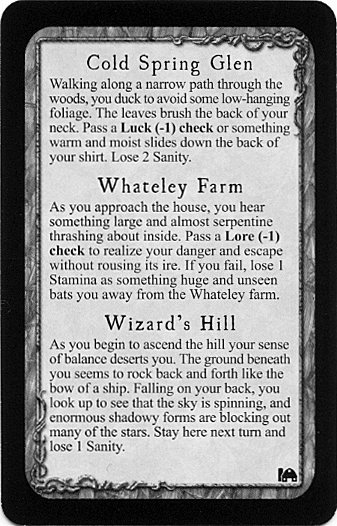 Cold Spring Glen
Walking along a narrow path through the
woods, you duck to avoid some low-hanging
foliage. The leaves brush the back of your
neck. Pass a Luck (-1) check or something
warm and moist slides down the back of
your shirt. Lose 2 Sanity.
Whateley Farm
As you approach the house, you hear
something large and almost serpentine
thrashing about inside. Pass a Lore (-1)
check to realize your danger and escape
without rousing its ire. If you fail, lose 1
Stamina as something huge and unseen
bats you away from the Whateley farm.
Wizard's Hill
As you begin to ascend the hill your sense
of balance deserts you. The ground beneath
you seems to rock back and forth like the
bow of a ship. Falling on your back, you
look up to see that the sky is spinning, and
enormous shadowy forms are blocking out
many of the stars. Stay here next turn and
lose 1 Sanity.